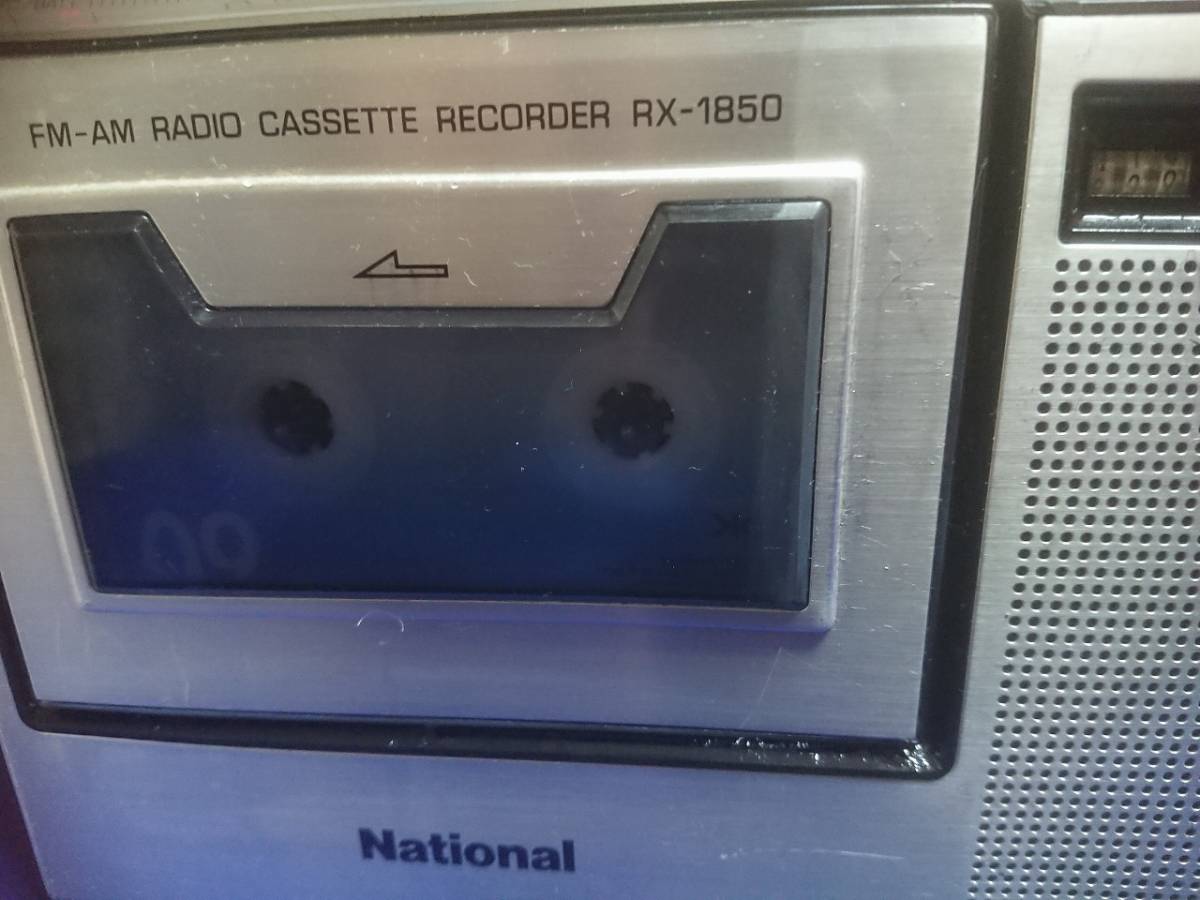 FM-AM RADIO CASSETTE RECORDER RX-1850
National